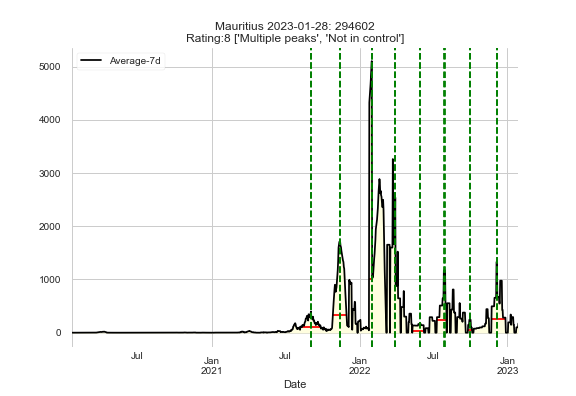 Mauritius 2023-01-28: 294602
Rating:8 ['Multiple peaks', 'Not in control']
Average-7d
5000
4000
3000
2000
1000
0
Jul
Jan
2021
Jul
Jan
2022
Jul
Jan
2023
Date